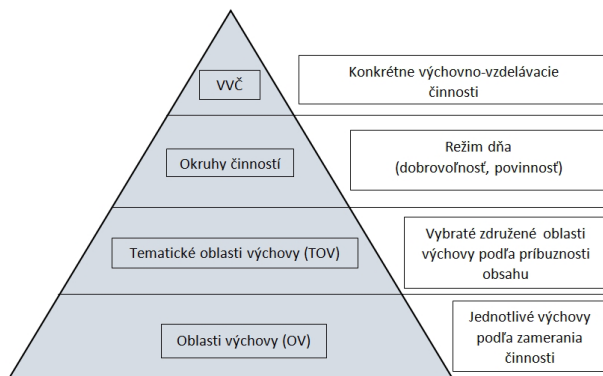 VVČ
Konkrétne výchovno-vzdelávacie
činnosti
Okruhy činností
Režim dňa
(dobrovoľnosť, povinnosť)
Tematické oblasti výchovy (TOV)
Vybraté združené oblasti
výchovy podľa príbuznosti
obsahu
Oblasti výchovy (OV)
Jednotlivé výchovy
podľa zamerania
činnosti